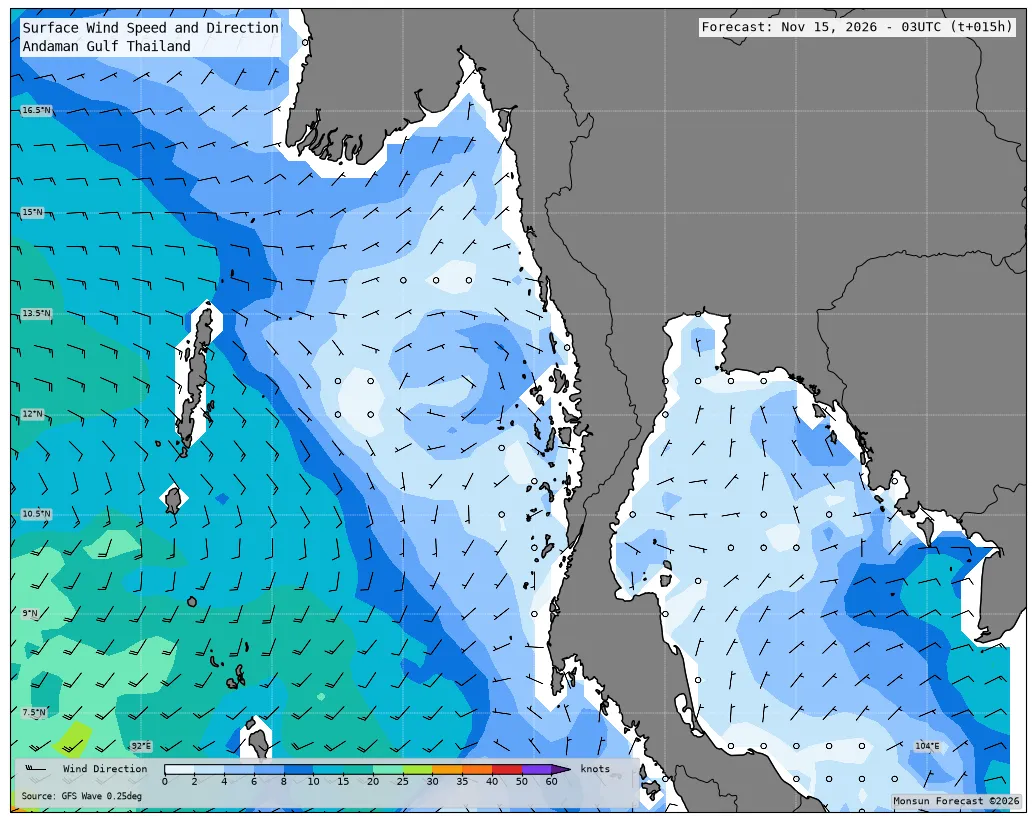 Surface Wind Speed and Direction
Andaman Gulf Thailand
Forecast: Nov 15, 2026 - 03UTC (t+015h)
16.5°N
15°N
13.5°N
12°N
10.5°N
9°N
7.5°N
92°E
104°E
Wind Direction
knots
0 2 4 6 8 10 15 20 25 30 35 40 50 60
Source: GFS Wave 0.25deg
Monsun Forecast ©2026